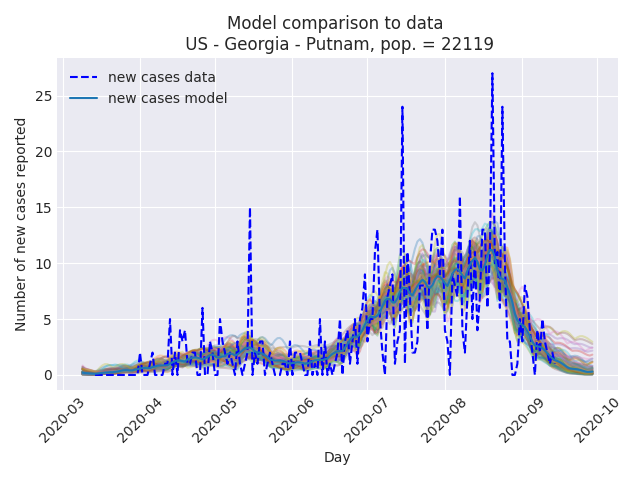 Model comparison to data
US - Georgia - Putnam, pop. = 22119
new cases data
new cases model
Number of new cases reported
25
20
15
10
5
0
2020-03
2020-04
2020-05
2020-06
2020-07
2020-08
2020-09
2020-10
Day